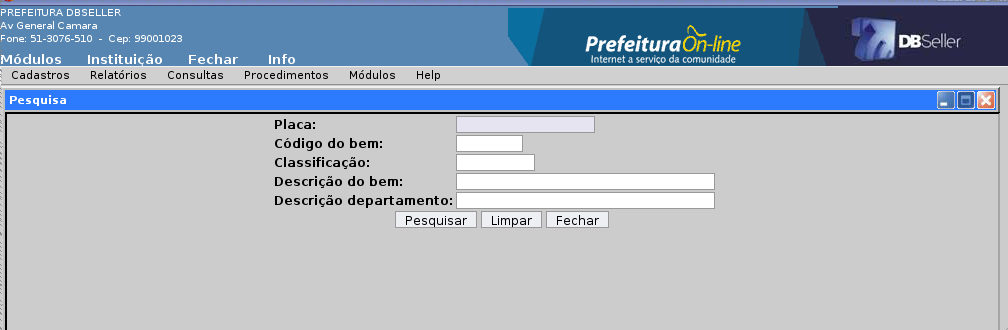 PREFEITURA DBSELLER
Av General Camara
Fone: 51-3076-510 - Cep: 99001023
Prefeitura On-line
Internet a serviço da comunidade
DBSeller
Módulos Instituição Fechar Info
Cadastros Relatórios Consultas Procedimentos Módulos Help
Pesquisa
Placa:
Código do bem:
Classificação:
Descrição do bem:
Descrição departamento:
Pesquisar Limpar Fechar